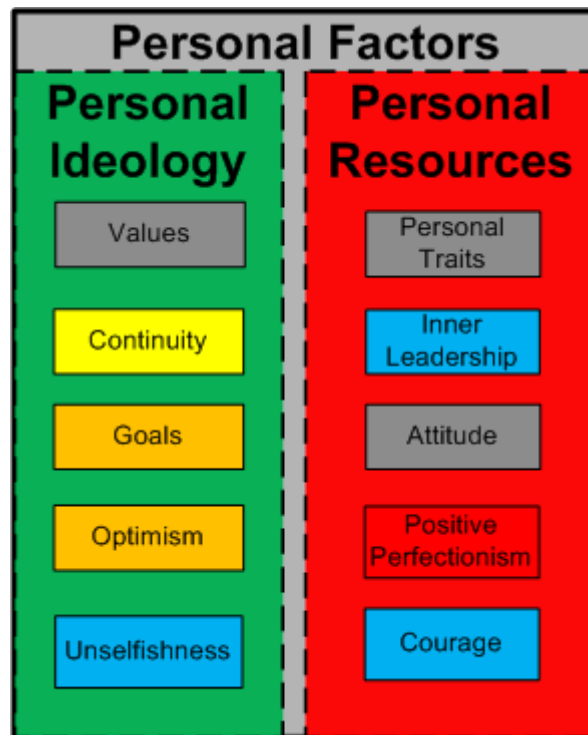 Personal Factors
Personal
Ideology
Values
Continuity
Goals
Optimism
Unselfishness
Personal
Resources
Personal
Traits
Inner
Leadership
Attitude
Positive
Perfectionism
Courage